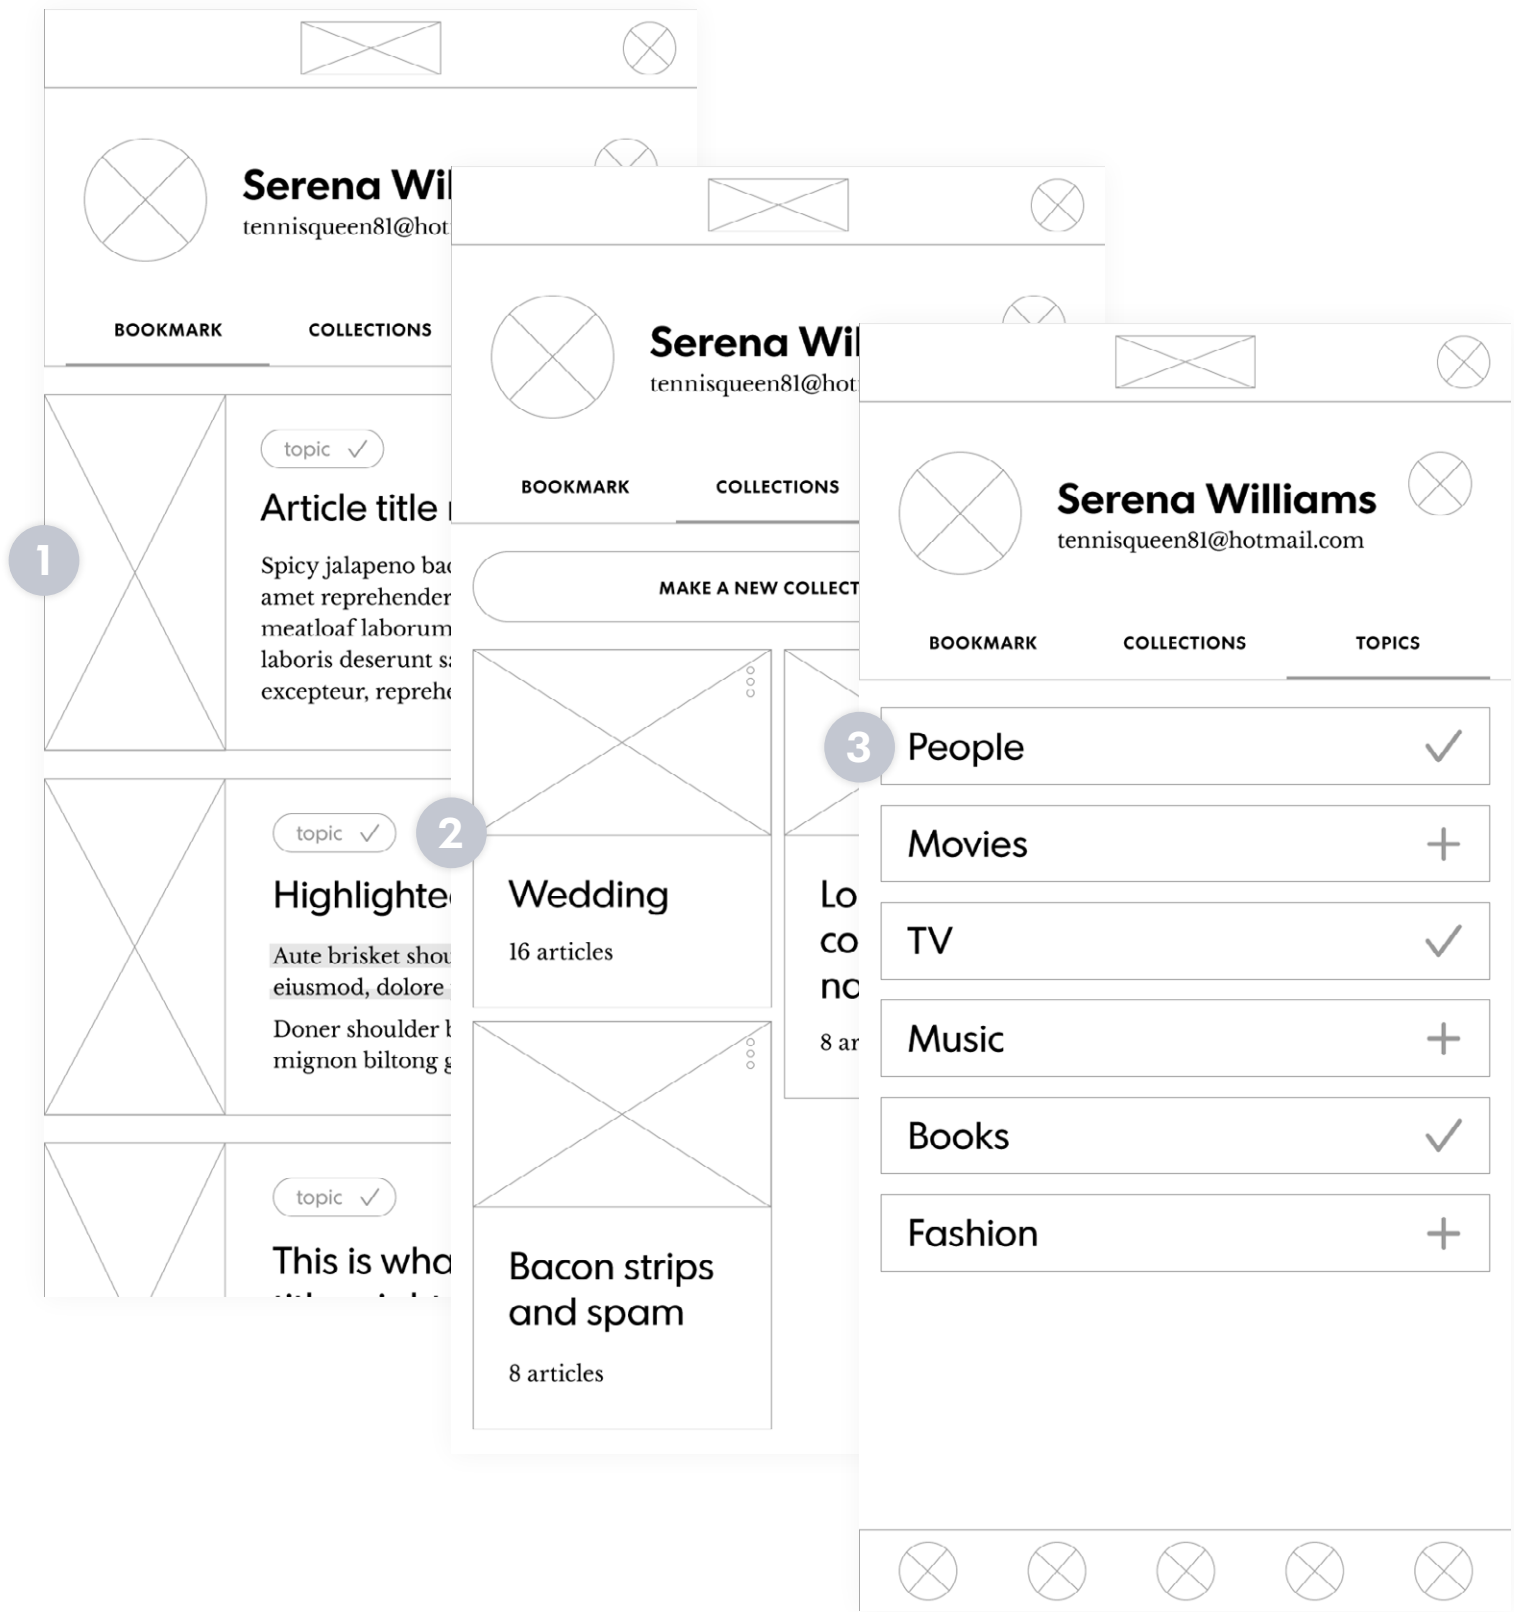 Serena Wil
tennisqueen81@hot
BOOKMARK
COLLECTIONS
1
topic
Article title
Spicy jalapeno
amet reprehender
meatloaf laborum
laboris deserunt
excepteur,
topic
Highlighte
Aute brisket shou
eiusmod, dolore
Doner shoulder
mignon biltong
topic
This is wha
2
Serena Wil
tennisqueen81@hot
BOOKMARK
COLLECTIONS
MAKE A NEW COLLECT
Wedding
16 articles
Lo
co
no
8 ar
Bacon strips
and spam
8 articles
3
Serena Williams
tennisqueen81@hotmail.com
BOOKMARK
COLLECTIONS
TOPICS
People
Movies
TV
Music
Books
Fashion